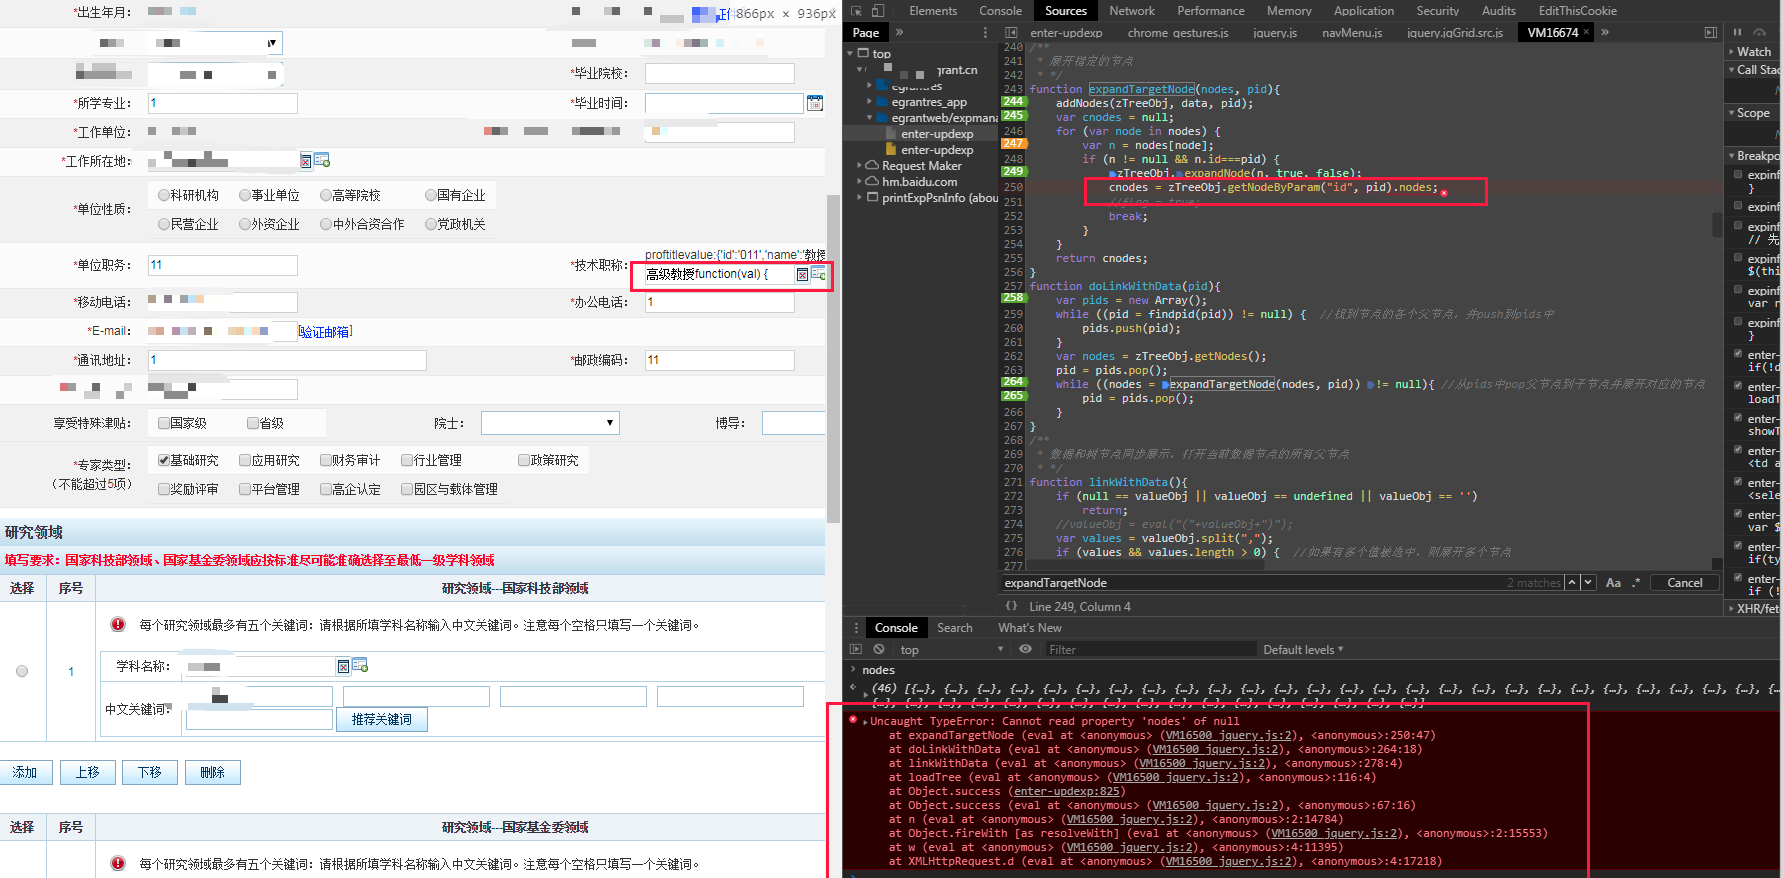 *出生年月：
证件
866px × 936px
*毕业院校：
*所学专业：
1
*毕业时间：
*工作单位：
*工作所在地：
*单位性质：
科研机构 事业单位 高等院校 国有企业
民营企业 外资企业 中外合资合作 党政机关
proftitlevalue:{'id':'011','name':'教授
*单位职务：
11
*技术职称：
高级教授function(val) {
*移动电话：
*办公电话：
1
*E-mail：
[验证邮箱]
*通讯地址：
1
*邮政编码：
11
享受特殊津贴：
国家级 省级
院士：
博导：
*专家类型：
（不能超过5项）
基础研究 应用研究 财务审计 行业管理 政策研究
奖励评审 平台管理 高企认定 园区与载体管理
研究领域
填写要求：国家科技部领域、国家基金委领域应按标准尽可能准确选择至最低一级学科领域
选择 序号 研究领域---国家科技部领域
每个研究领域最多有五个关键词：请根据所填学科名称输入中文关键词。注意每个空格只填写一个关键词。
1
学科名称：
中文关键词：
推荐关键词
添加 上移 下移 删除
选择 序号 研究领域---国家基金委领域
每个研究领域最多有五个关键词：请根据所填学科名称输入中文关键词。注意每个空格只填写一个关键词。
Elements Console Sources Network Performance Memory Application Security Audits EditThisCookie
Page »
enter-updexp chrome_gestures.js jquery.js navMenu.js jquery.jqGrid.src.js VM16674 × »
top
grant.cn
egrantres
egrantres_app
egrantweb/expmana
enter-updexp
enter-updexp
Request Maker
hm.baidu.com
printExpPsnInfo (abou
240 /**
241 * 展开指定的节点
242 * */
243 function expandTargetNode(nodes, pid){
244 addNodes(zTreeObj, data, pid);
245 var cnodes = null;
246 for (var node in nodes) {
247 var n = nodes[node];
248 if (n != null && n.id===pid) {
249 zTreeObj.expandNode(n, true, false);
250 cnodes = zTreeObj.getNodeByParam("id", pid).nodes;
251 //flag = true;
252 break;
253 }
254 }
255 return cnodes;
256 }
257 function doLinkWithData(pid){
258 var pids = new Array();
259 while ((pid = findpid(pid)) != null) { //找到节点的各个父节点，并push到pids中
260 pids.push(pid);
261 }
262 var nodes = zTreeObj.getNodes();
263 pid = pids.pop();
264 while ((nodes = expandTargetNode(nodes, pid)) != null){ //从pids中pop父节点到子节点并展开对应的节点
265 pid = pids.pop();
266 }
267 }
268 /**
269 * 数据和树节点同步展示，打开当前数据节点的所有父节点
270 * */
271 function linkWithData(){
272 if (null == valueObj || valueObj == undefined || valueObj == '')
273 return;
274 //valueObj = eval("("+valueObj+")");
275 var values = valueObj.split(",");
276 if (values && values.length > 0) { //如果有多个值被选中，则展开多个节点
277
expandTargetNode
2 matches
Aa .* Cancel
{} Line 249, Column 4
Watch
Call Stac
Scope
Breakpo
expinf
}
expinf
expinf
// 先
expinf
$(thi
expinf
var n
expinf
}
enter-
if(!d
enter-
loadT
enter-
showT
enter-
<td a
enter-
<sele
enter-
var $
enter-
if(ty
enter-
if (!
XHR/fet
Console Search What's New
top Filter Default levels
nodes
(46) [{…}, {…}, {…}, {…}, {…}, {…}, {…}, {…}, {…}, {…}, {…}, {…}, {…}, {…}, {…}, {…}, {…}, {…}, {…}, {…}, {…}, {…}, {…}, {…}, {…}, {…},
{…}, {…}, {…}, {…}, {…}, {…}, {…}, {…}, {…}, {…}, {…}, {…}, {…}, {…}, {…}, {…}, {…}]
Uncaught TypeError: Cannot read property 'nodes' of null
at expandTargetNode (eval at <anonymous> (VM16500 jquery.js:2), <anonymous>:250:47)
at doLinkWithData (eval at <anonymous> (VM16500 jquery.js:2), <anonymous>:264:18)
at linkWithData (eval at <anonymous> (VM16500 jquery.js:2), <anonymous>:278:4)
at loadTree (eval at <anonymous> (VM16500 jquery.js:2), <anonymous>:116:4)
at Object.success (enter-updexp:825)
at Object.success (eval at <anonymous> (VM16500 jquery.js:2), <anonymous>:67:16)
at n (eval at <anonymous> (VM16500 jquery.js:2), <anonymous>:2:14784)
at Object.fireWith [as resolveWith] (eval at <anonymous> (VM16500 jquery.js:2), <anonymous>:2:15553)
at w (eval at <anonymous> (VM16500 jquery.js:2), <anonymous>:4:11395)
at XMLHttpRequest.d (eval at <anonymous> (VM16500 jquery.js:2), <anonymous>:4:17218)